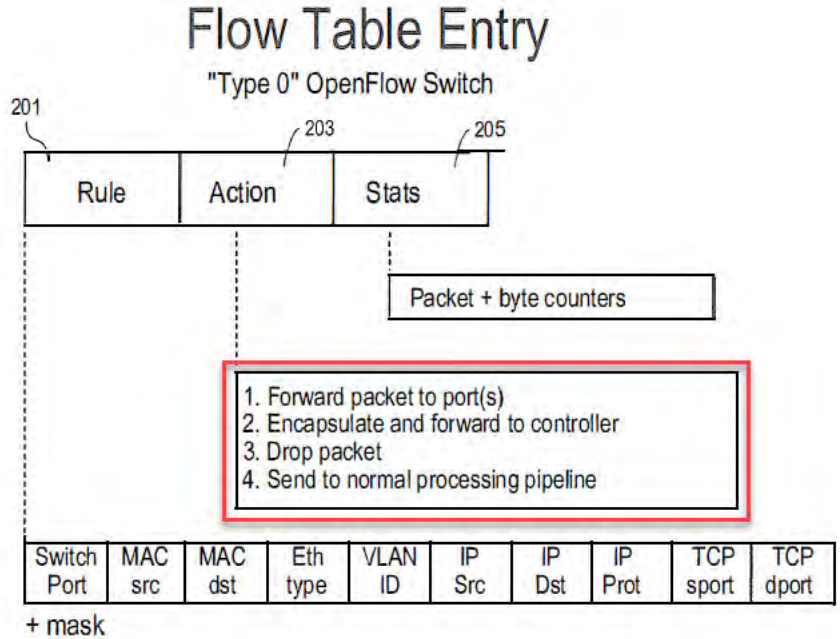 Flow Table Entry
"Type 0" OpenFlow Switch
201
203
205
Rule Action Stats
Packet + byte counters
1. Forward packet to port(s)
2. Encapsulate and forward to controller
3. Drop packet
4. Send to normal processing pipeline
Switch Port
MAC src
MAC dst
Eth type
VLAN ID
IP Src
IP Dst
IP Prot
TCP sport
TCP dport
+ mask